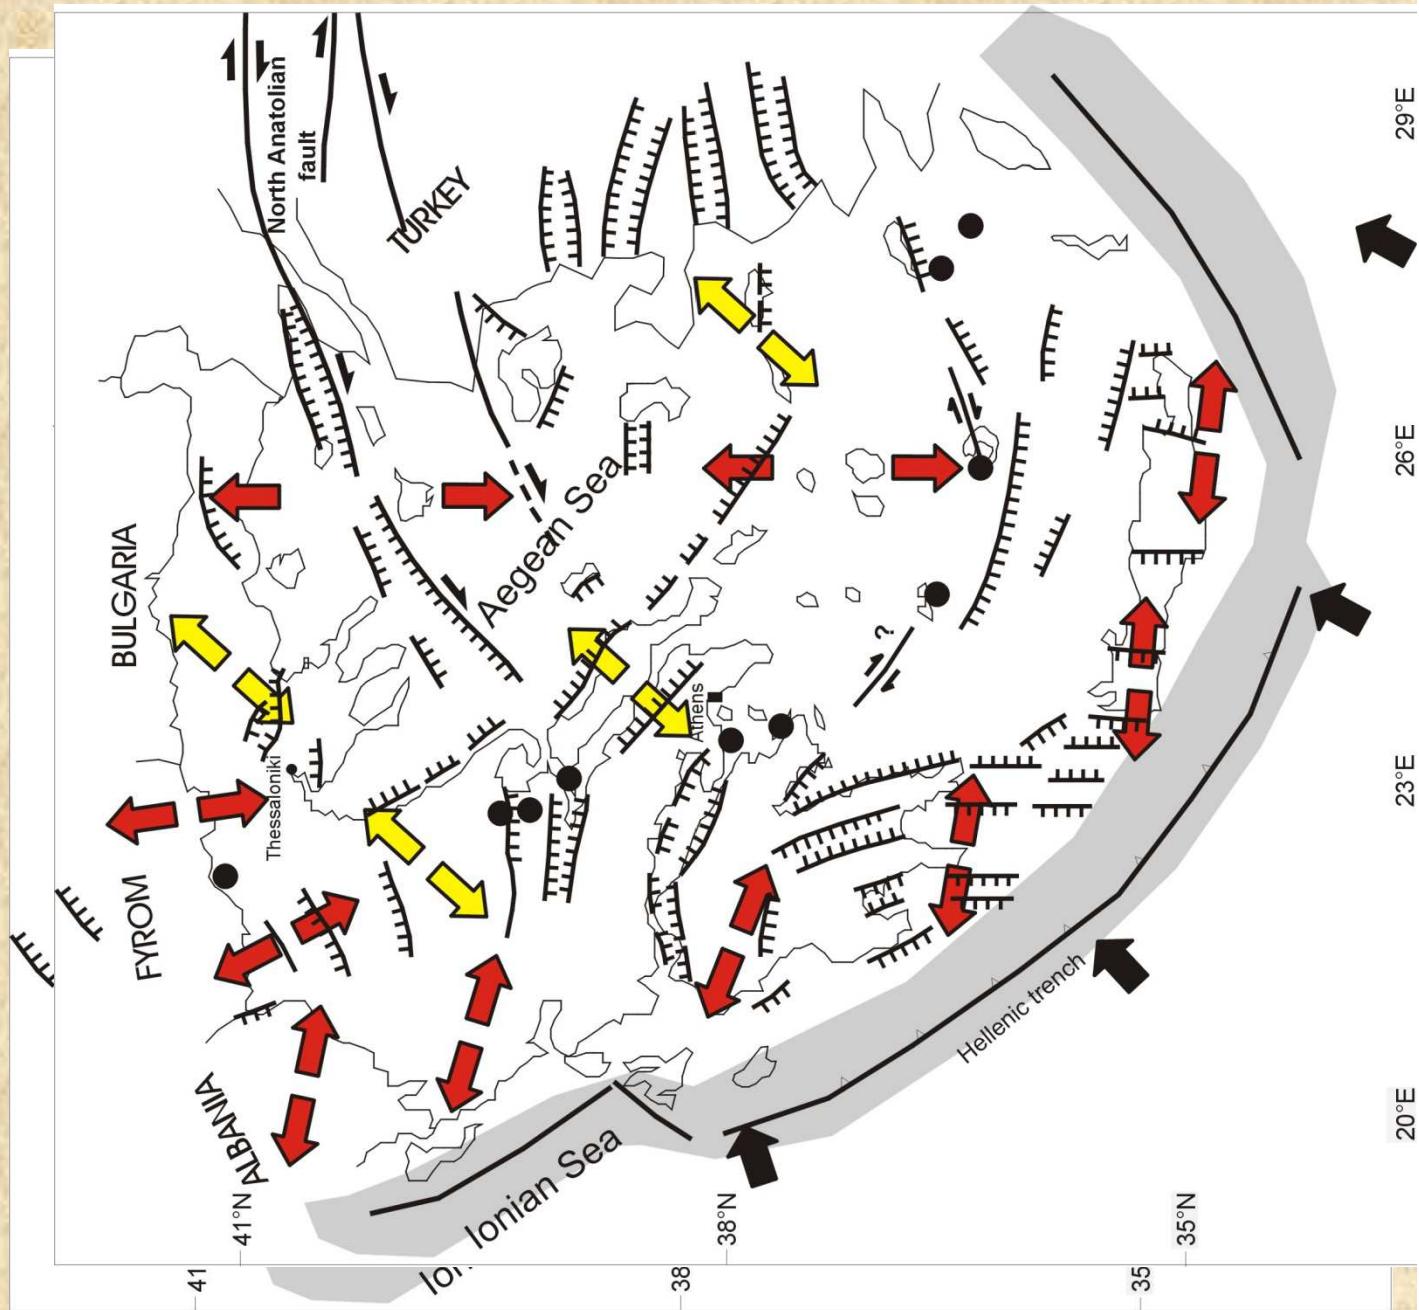 BULGARIA
FYROM
ALBANIA
TURKEY
North Anatolian
fault
Thessaloniki
Aegean Sea
Athens
?
Ionian Sea
Ion
Hellenic trench
41°N
38°N
35°N
41
38
35
20°E
23°E
26°E
29°E